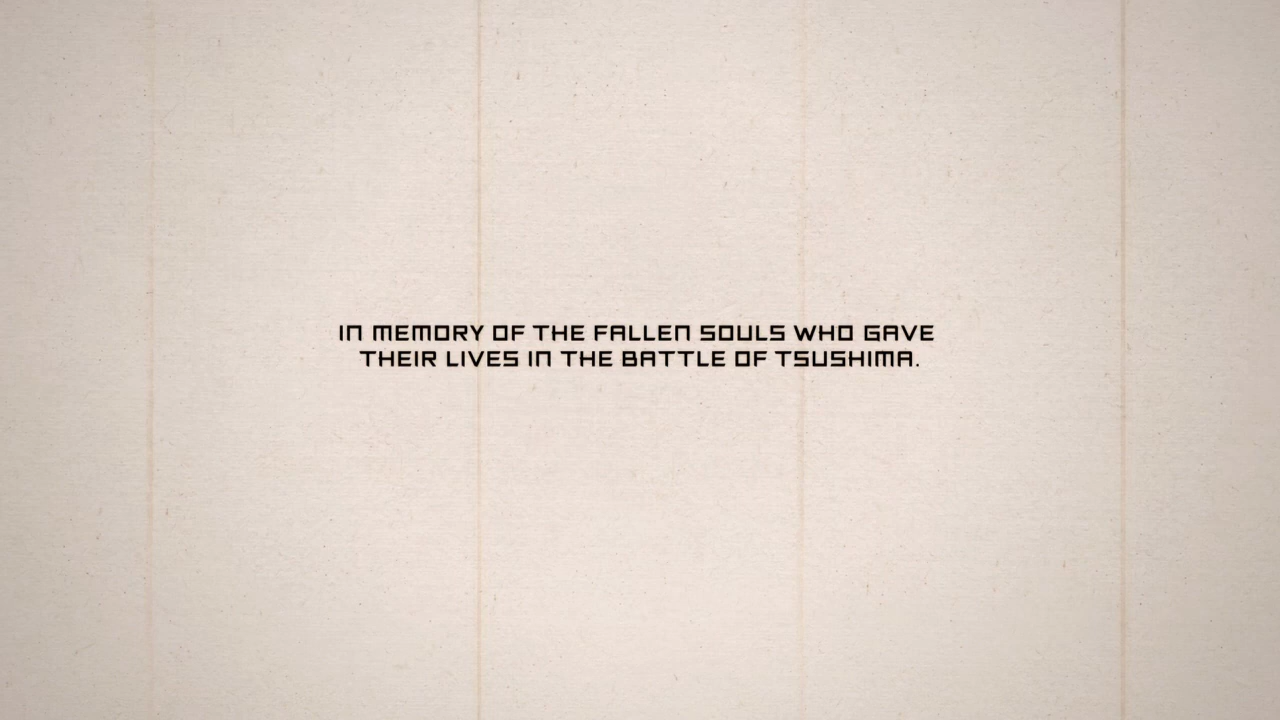 IN MEMORY OF THE FALLEN SOULS WHO GAVE
THEIR LIVES IN THE BATTLE OF TSUSHIMA.